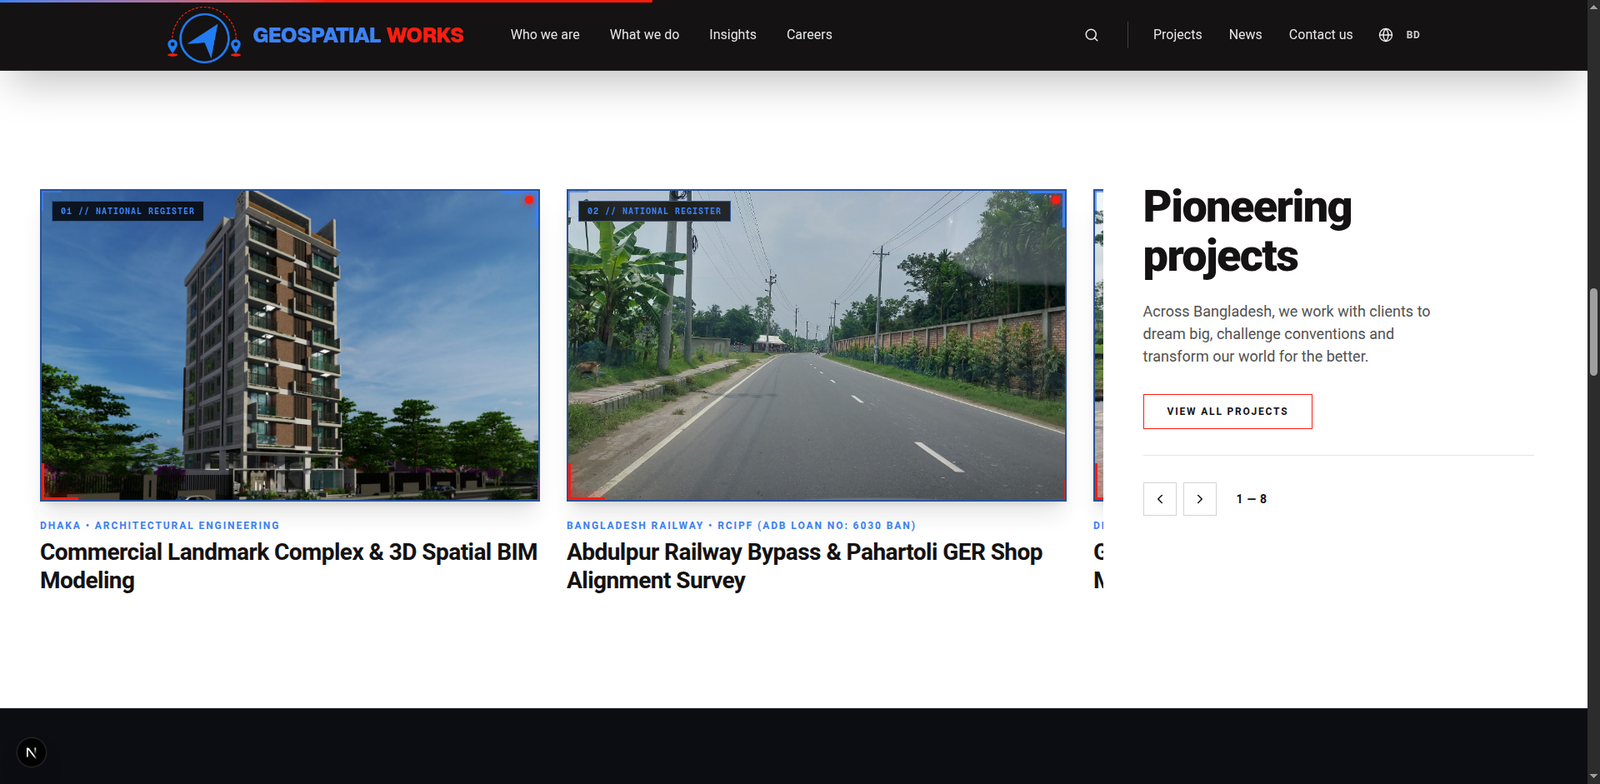 GEOSPATIAL WORKS
Who we are
What we do
Insights
Careers
Projects
News
Contact us
BD
01 // NATIONAL REGISTER
DHAKA • ARCHITECTURAL ENGINEERING
Commercial Landmark Complex & 3D Spatial BIM
Modeling
02 // NATIONAL REGISTER
BANGLADESH RAILWAY • RCIPF (ADB LOAN NO: 6030 BAN)
Abdulpur Railway Bypass & Pahartoli GER Shop
Alignment Survey
Pioneering
projects
Across Bangladesh, we work with clients to
dream big, challenge conventions and
transform our world for the better.
VIEW ALL PROJECTS
1 — 8
N